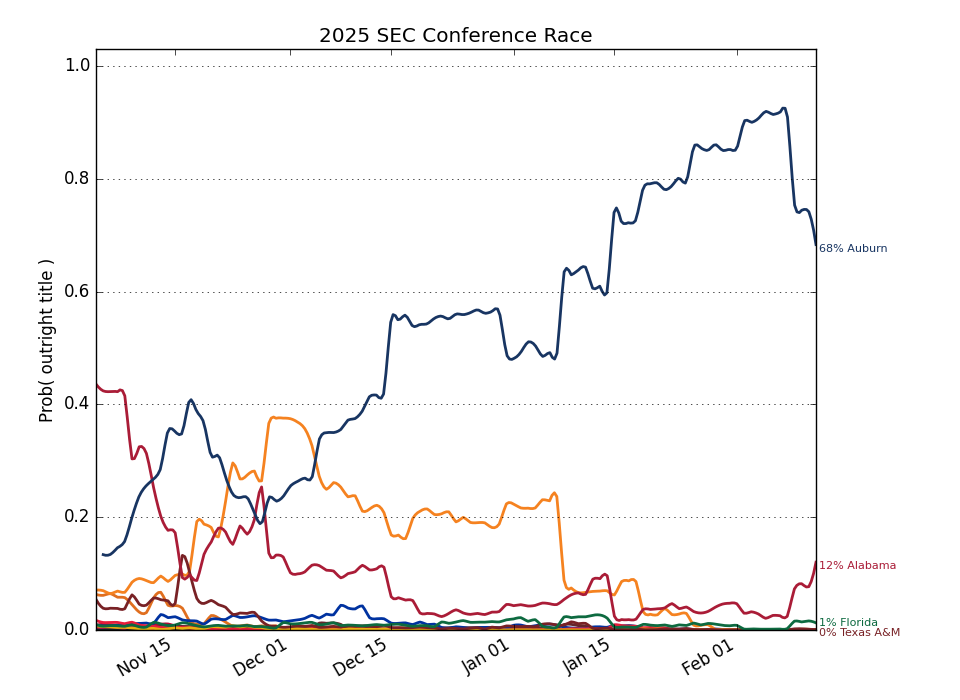 2025 SEC Conference Race
Prob( outright title )
1.0
0.8
0.6
0.4
0.2
0.0
68% Auburn
12% Alabama
1% Florida
0% Texas A&M
Nov 15
Dec 01
Dec 15
Jan 01
Jan 15
Feb 01